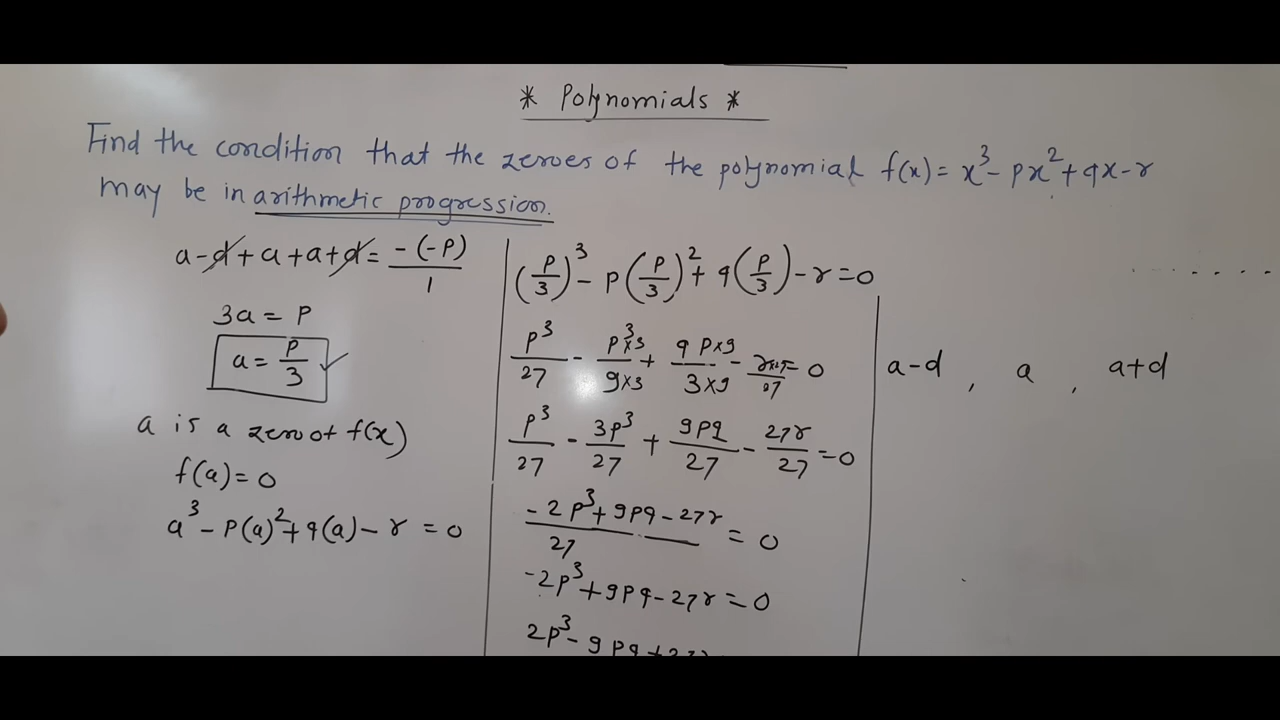 * Polynomials *
Find the condition that the zeroes of the polynomial f(x) = x³ - px² + qx - r
may be in arithmetic progression.
a-d + a + a+d = -(-P)/1
3a = P
a = P/3 ✓
a is a zero of f(x)
f(a) = 0
a³ - P(a)² + q(a) - r = 0
(P/3)³ - P(P/3)² + q(P/3) - r = 0
P³/27 - P³×3/9×3 + qP×9/3×9 - r×27/27 = 0
P³/27 - 3P³/27 + 9Pq/27 - 27r/27 = 0
-2P³ + 9Pq - 27r/27 = 0
-2P³ + 9Pq - 27r = 0
2P³ - 9Pq +
a-d , a , a+d